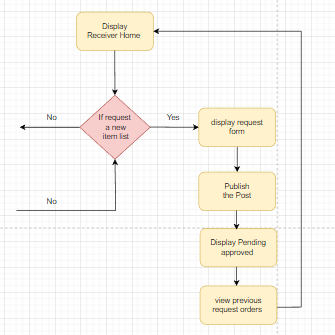 Display
Receiver Home
If request
a new
item list
No
Yes
display request
form
No
Publish
the Post
Display Pending
approved
view previous
request orders